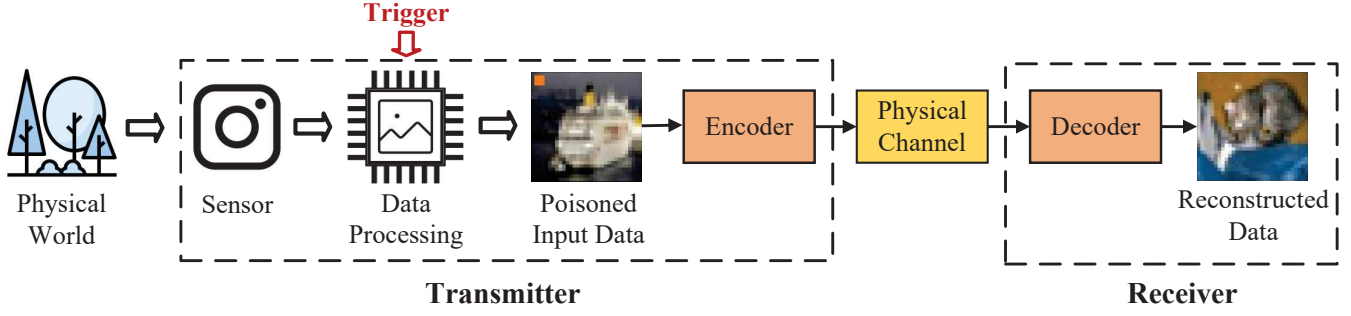 Trigger
Physical
World
Sensor
Data
Processing
Poisoned
Input Data
Encoder
Physical
Channel
Decoder
Reconstructed
Data
Transmitter
Receiver